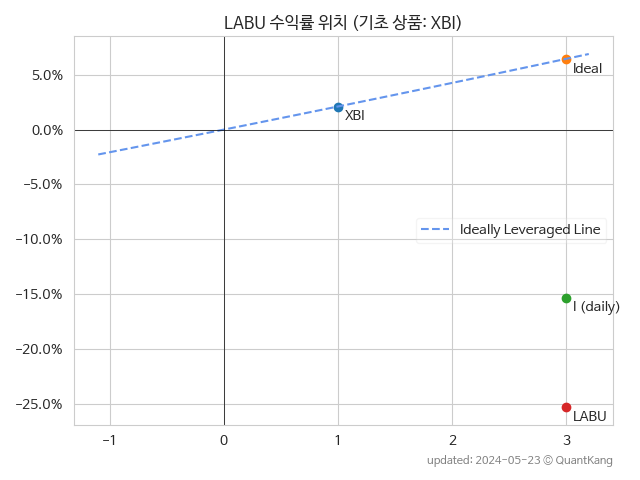 LABU 수익률 위치 (기초 상품: XBI)
5.0%
Ideal
XBI
0.0%
−5.0%
Ideally Leveraged Line
−10.0%
−15.0%
I (daily)
−20.0%
−25.0%
LABU
−1 0 1 2 3
updated: 2024-05-23 © QuantKang